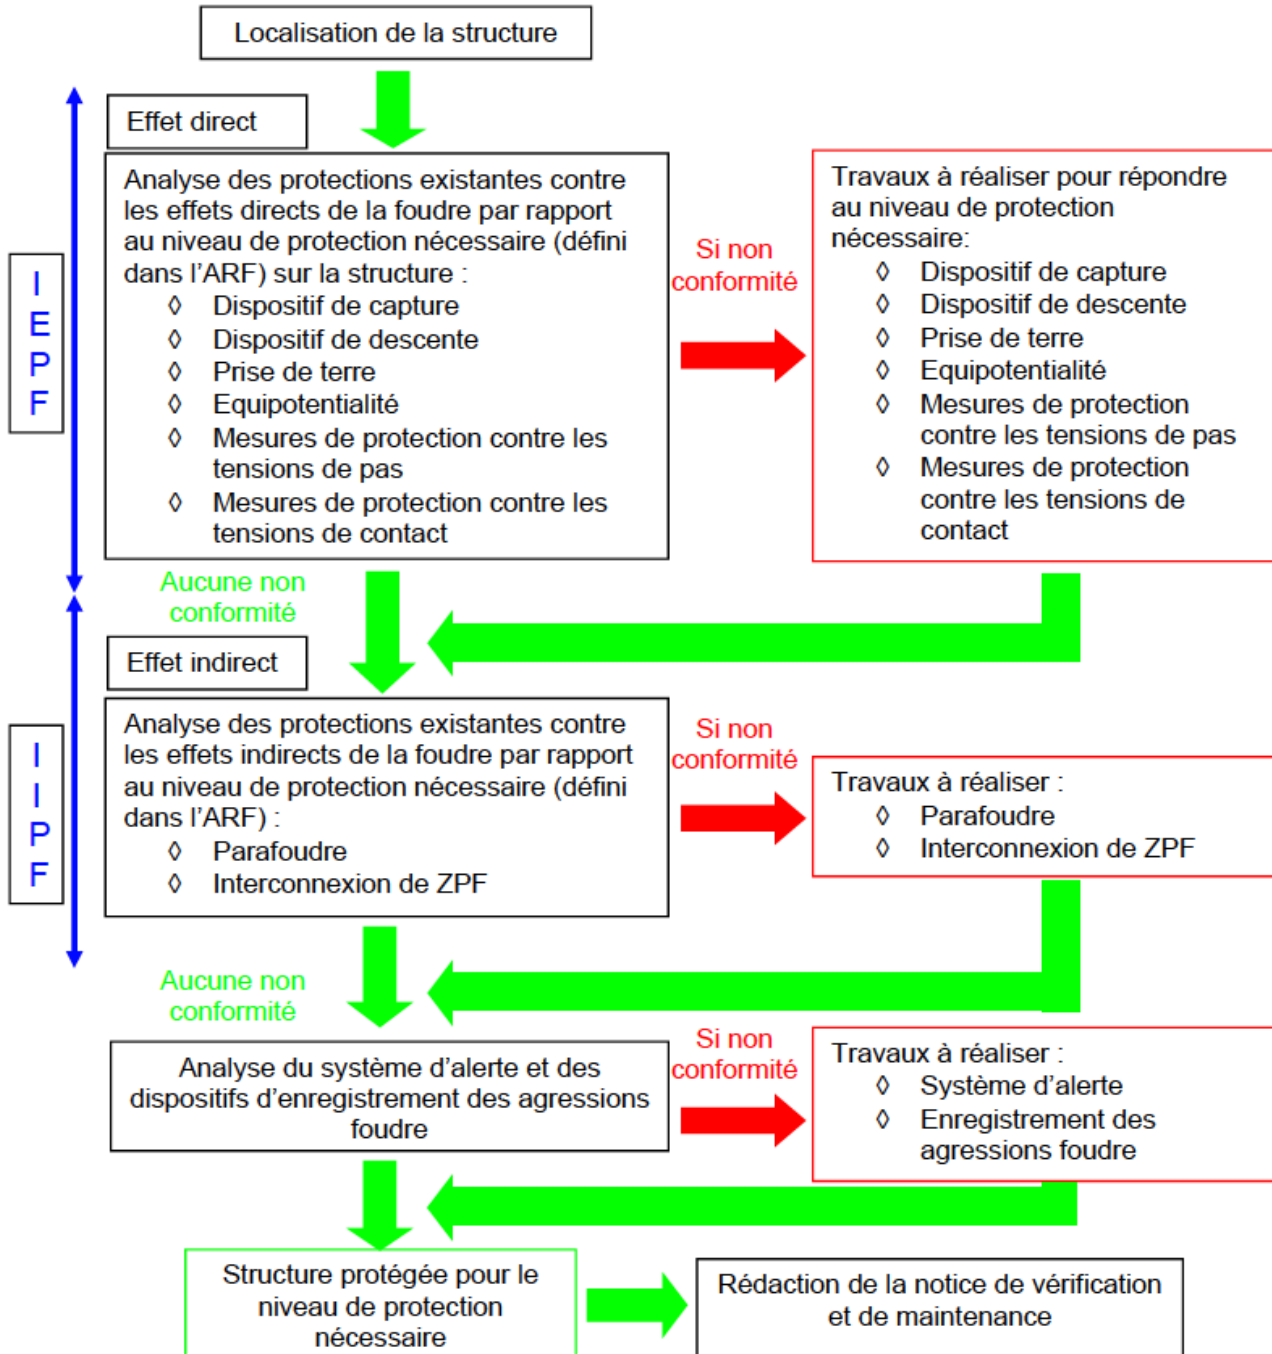 Localisation de la structure
Effet direct
Analyse des protections existantes contre
les effets directs de la foudre par rapport
au niveau de protection nécessaire (défini
dans l'ARF) sur la structure :
◊ Dispositif de capture
◊ Dispositif de descente
◊ Prise de terre
◊ Equipotentialité
◊ Mesures de protection contre les
tensions de pas
◊ Mesures de protection contre les
tensions de contact
Si non
conformité
Travaux à réaliser pour répondre
au niveau de protection
nécessaire:
◊ Dispositif de capture
◊ Dispositif de descente
◊ Prise de terre
◊ Equipotentialité
◊ Mesures de protection
contre les tensions de pas
◊ Mesures de protection
contre les tensions de
contact
I
E
P
F
Aucune non
conformité
Effet indirect
Analyse des protections existantes contre
les effets indirects de la foudre par rapport
au niveau de protection nécessaire (défini
dans l'ARF) :
◊ Parafoudre
◊ Interconnexion de ZPF
Si non
conformité
Travaux à réaliser :
◊ Parafoudre
◊ Interconnexion de ZPF
I
I
P
F
Aucune non
conformité
Analyse du système d'alerte et des
dispositifs d'enregistrement des agressions
foudre
Si non
conformité
Travaux à réaliser :
◊ Système d'alerte
◊ Enregistrement des
agressions foudre
Structure protégée pour le
niveau de protection
nécessaire
Rédaction de la notice de vérification
et de maintenance